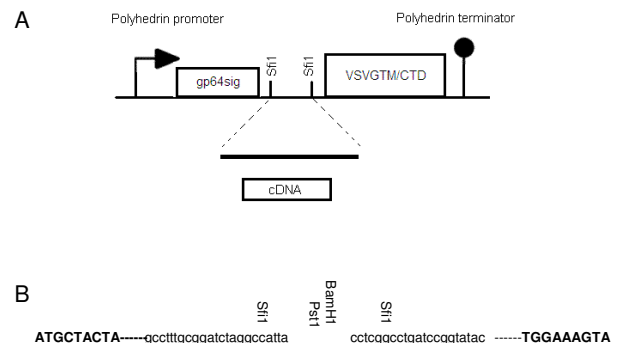 A
Polyhedrin promoter
Polyhedrin terminator
Sfi1
Sfi1
gp64sig
VSVGTM/CTD
cDNA
B
Sfi1
Pst1
BamH1
Sfi1
ATGCTACTA------gcctttgcggatctaggccatta cctcggcctgatccggtatac ------TGGAAAGTA